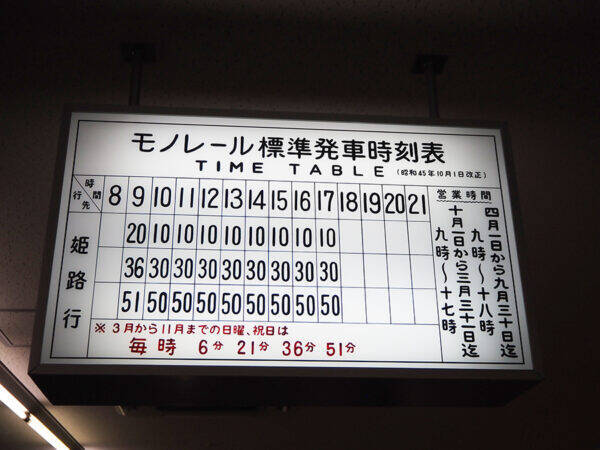 モノレール標準発車時刻表
TIME TABLE (昭和45年10月1日改正)
時間 行先 8 9 10 11 12 13 14 15 16 17 18 19 20 21
姫路行
20 10 10 10 10 10 10 10 10
36 30 30 30 30 30 30 30 30
51 50 50 50 50 50 50 50 50
※3月から11月までの日曜、祝日は
毎時 6分 21分 36分 51分
営業時間
四月一日から九月三十日迄
九時~十八時
十月一日から三月三十一日迄
九時~十七時